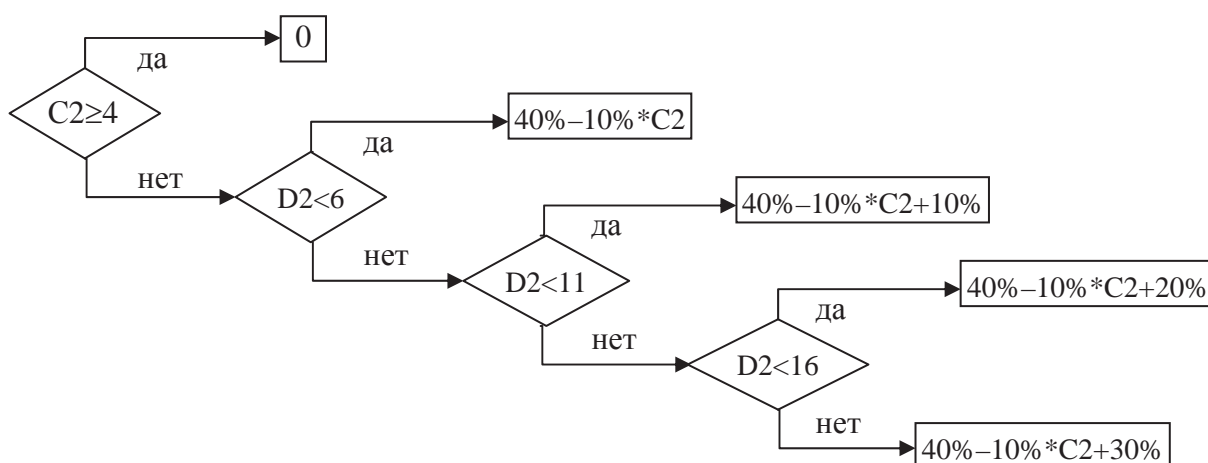 0
да
C2≥4
40%–10%*C2
да
нет
D2<6
40%–10%*C2+10%
да
нет
D2<11
40%–10%*C2+20%
да
нет
D2<16
нет
40%–10%*C2+30%